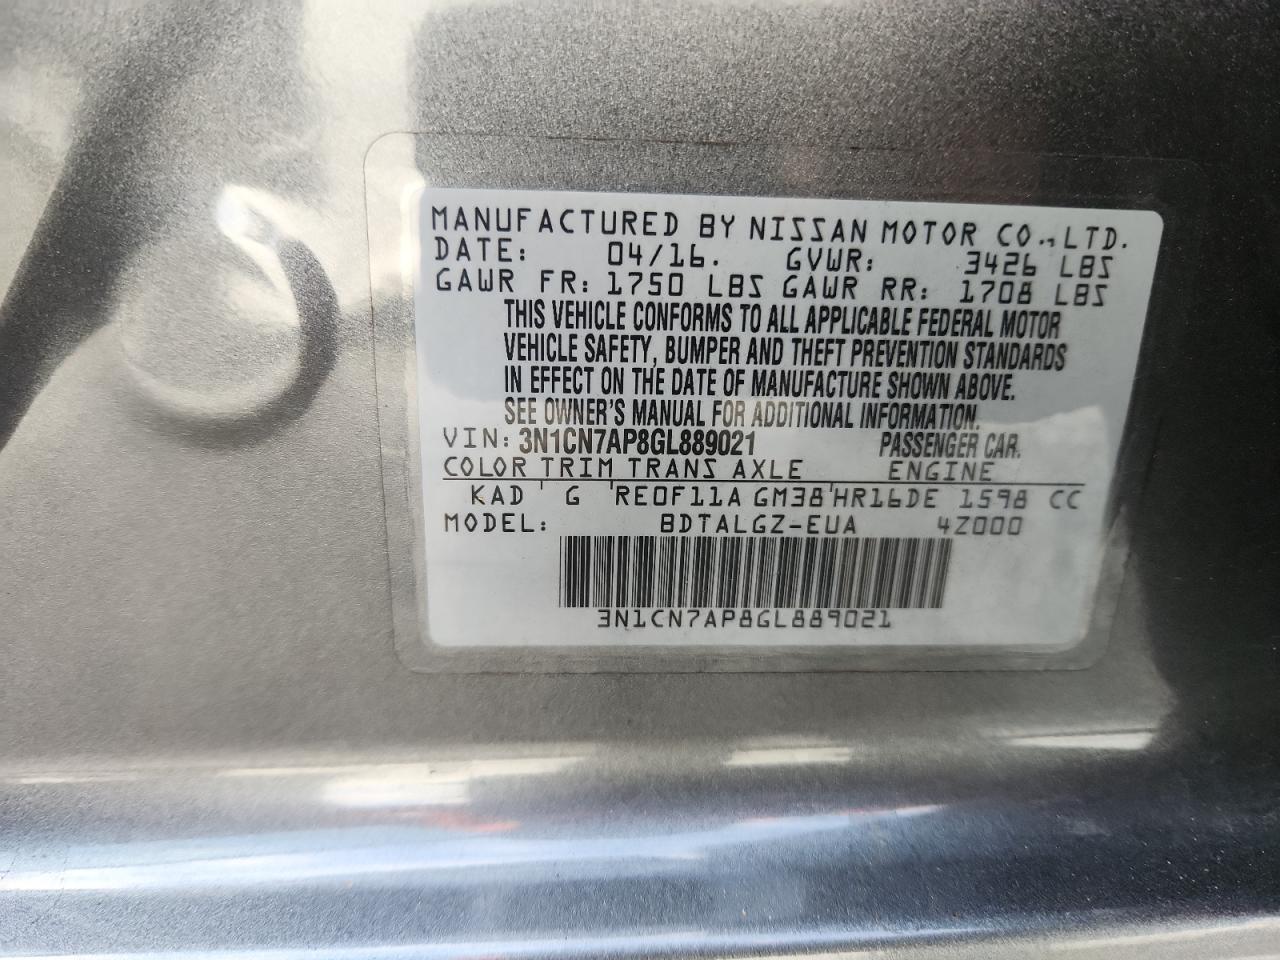 MANUFACTURED BY NISSAN MOTOR CO., LTD.
DATE: 04/16. GVWR: 3426 LBS
GAWR FR: 1750 LBS GAWR RR: 1708 LBS
THIS VEHICLE CONFORMS TO ALL APPLICABLE FEDERAL MOTOR
VEHICLE SAFETY, BUMPER AND THEFT PREVENTION STANDARDS
IN EFFECT ON THE DATE OF MANUFACTURE SHOWN ABOVE.
SEE OWNER'S MANUAL FOR ADDITIONAL INFORMATION.
VIN: 3N1CN7AP8GL889021 PASSENGER CAR.
COLOR TRIM TRANS AXLE ENGINE
KAD ' G ' RE0F11A GM38 ' HR16DE 1598 CC
MODEL: BDTALGZ-EUA 4Z000
3N1CN7AP8GL889021